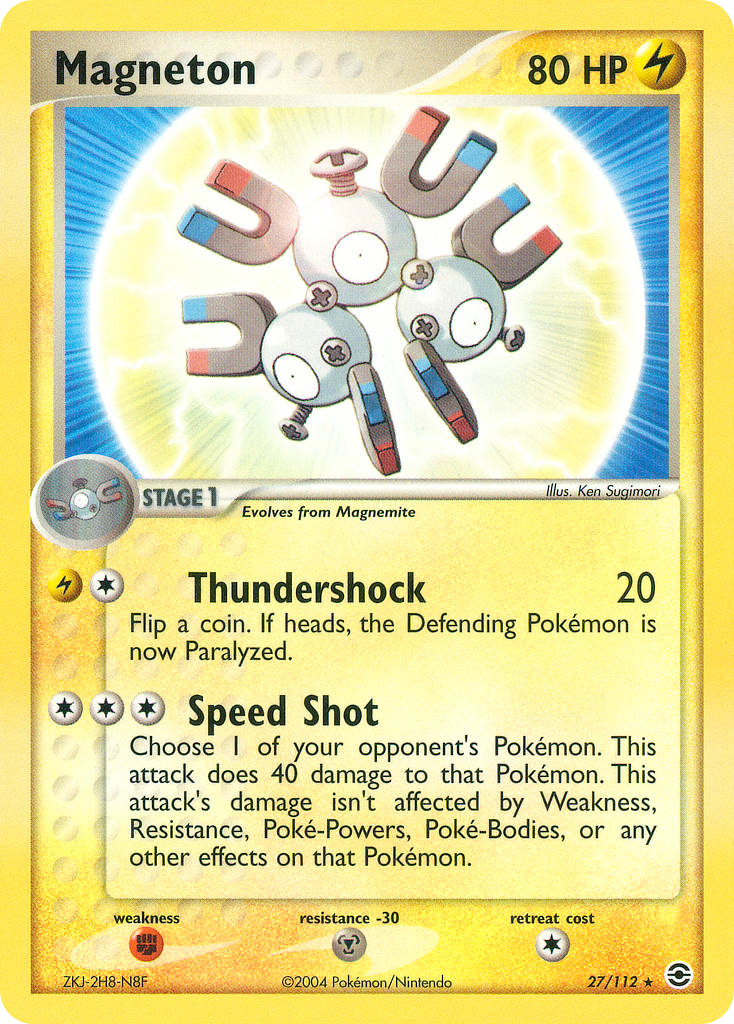 Magneton 80 HP
Illus. Ken Sugimori
STAGE 1
Evolves from Magnemite
Thundershock 20
Flip a coin. If heads, the Defending Pokémon is
now Paralyzed.
Speed Shot
Choose 1 of your opponent's Pokémon. This
attack does 40 damage to that Pokémon. This
attack's damage isn't affected by Weakness,
Resistance, Poké-Powers, Poké-Bodies, or any
other effects on that Pokémon.
weakness resistance -30 retreat cost
ZKJ-2H8-N8F ©2004 Pokémon/Nintendo 27/112 ★